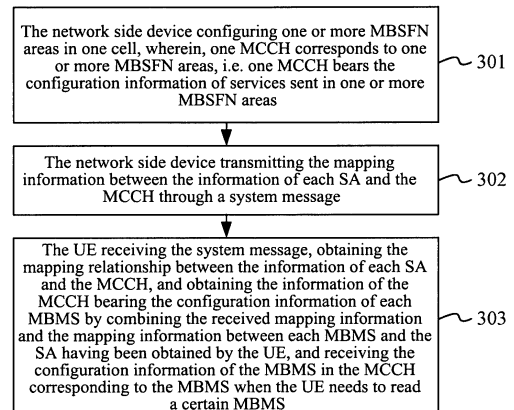 The network side device configuring one or more MBSFN
areas in one cell, wherein, one MCCH corresponds to one
or more MBSFN areas, i.e. one MCCH bears the
configuration information of services sent in one or more
MBSFN areas
301
The network side device transmitting the mapping
information between the information of each SA and the
MCCH through a system message
302
The UE receiving the system message, obtaining the
mapping relationship between the information of each SA
and the MCCH, and obtaining the information of the
MCCH bearing the configuration information of each
MBMS by combining the received mapping information
and the mapping information between each MBMS and the
SA having been obtained by the UE, and receiving the
configuration information of the MBMS in the MCCH
corresponding to the MBMS when the UE needs to read
a certain MBMS
303